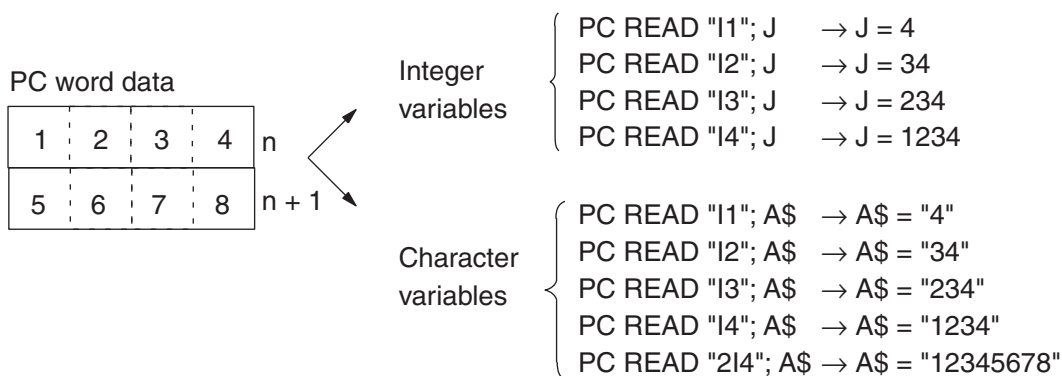 PC word data
1 2 3 4 n
5 6 7 8 n + 1
Integer
variables
PC READ "I1"; J → J = 4
PC READ "I2"; J → J = 34
PC READ "I3"; J → J = 234
PC READ "I4"; J → J = 1234
Character
variables
PC READ "I1"; A$ → A$ = "4"
PC READ "I2"; A$ → A$ = "34"
PC READ "I3"; A$ → A$ = "234"
PC READ "I4"; A$ → A$ = "1234"
PC READ "2I4"; A$ → A$ = "12345678"